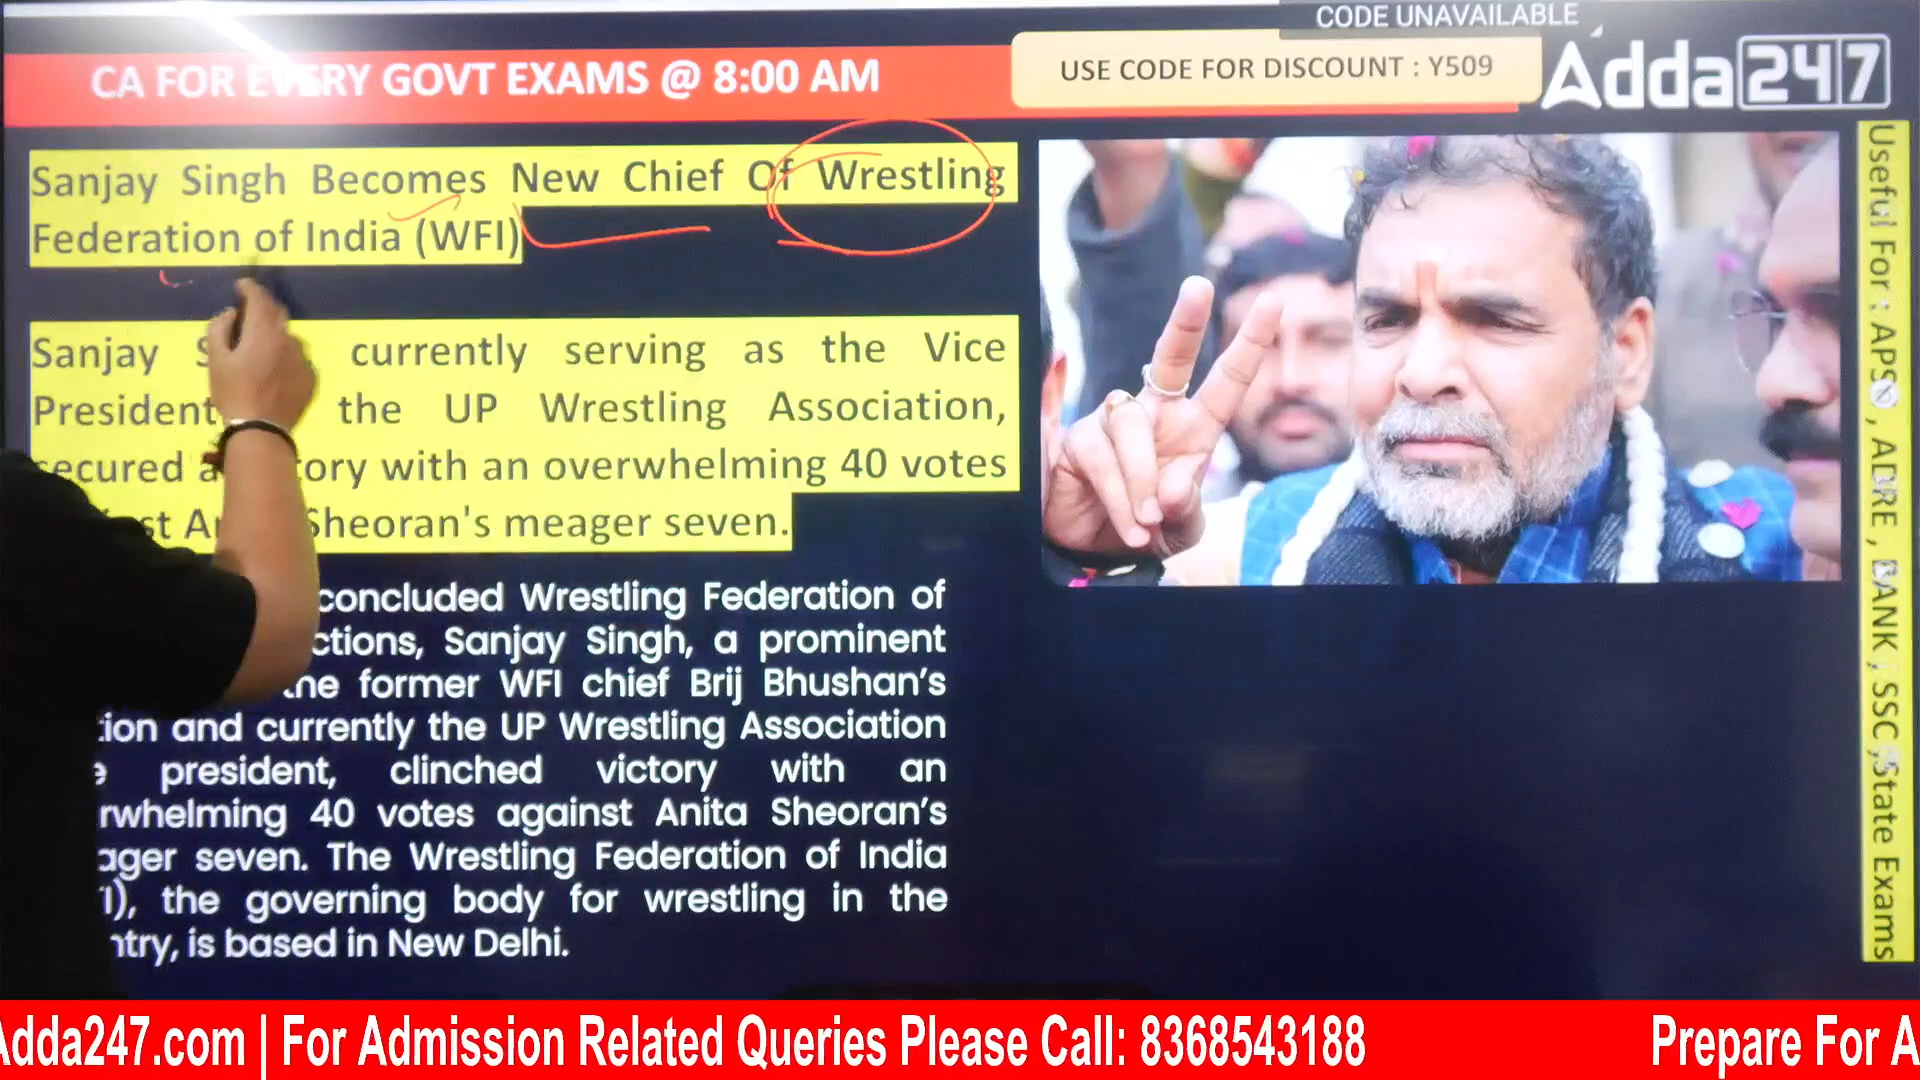 CODE UNAVAILABLE
CA FOR EVERY GOVT EXAMS @ 8:00 AM
USE CODE FOR DISCOUNT : Y509
Adda247
Sanjay Singh Becomes New Chief Of Wrestling
Federation of India (WFI)
Sanjay currently serving as the Vice
President the UP Wrestling Association,
secured with an overwhelming 40 votes
Sheoran's meager seven.
concluded Wrestling Federation of
Sanjay Singh, a prominent
former WFI chief Brij Bhushan's
and currently the UP Wrestling Association
president, clinched victory with an
40 votes against Anita Sheoran's
seven. The Wrestling Federation of India
the governing body for wrestling in the
is based in New Delhi.
Useful For : APS , ADRE , BANK , SSC ,State Exams
Adda247.com | For Admission Related Queries Please Call: 8368543188
Prepare For